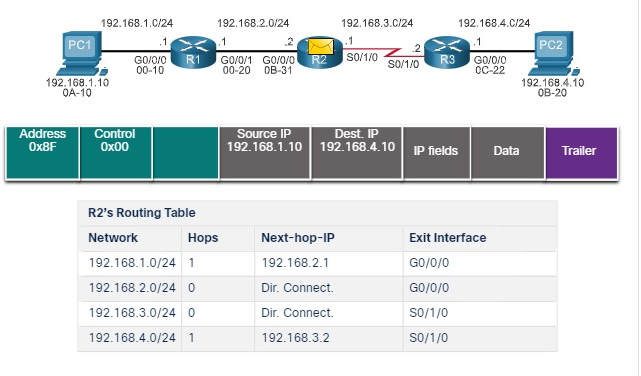 192.168.1.0/24
192.168.2.0/24
192.168.3.0/24
192.168.4.0/24
PC1
.1
R1
.1
.2
R2
.1
.2
R3
.1
PC2
G0/0/0
00-10
G0/0/1
00-20
G0/0/0
0B-31
S0/1/0
S0/1/0
G0/0/0
0C-22
192.168.1.10
0A-10
192.168.4.10
0B-20
Address
0x8F
Control
0x00
Source IP
192.168.1.10
Dest. IP
192.168.4.10
IP fields
Data
Trailer
R2's Routing Table
Network Hops Next-hop-IP Exit Interface
192.168.1.0/24 1 192.168.2.1 G0/0/0
192.168.2.0/24 0 Dir. Connect. G0/0/0
192.168.3.0/24 0 Dir. Connect. S0/1/0
192.168.4.0/24 1 192.168.3.2 S0/1/0